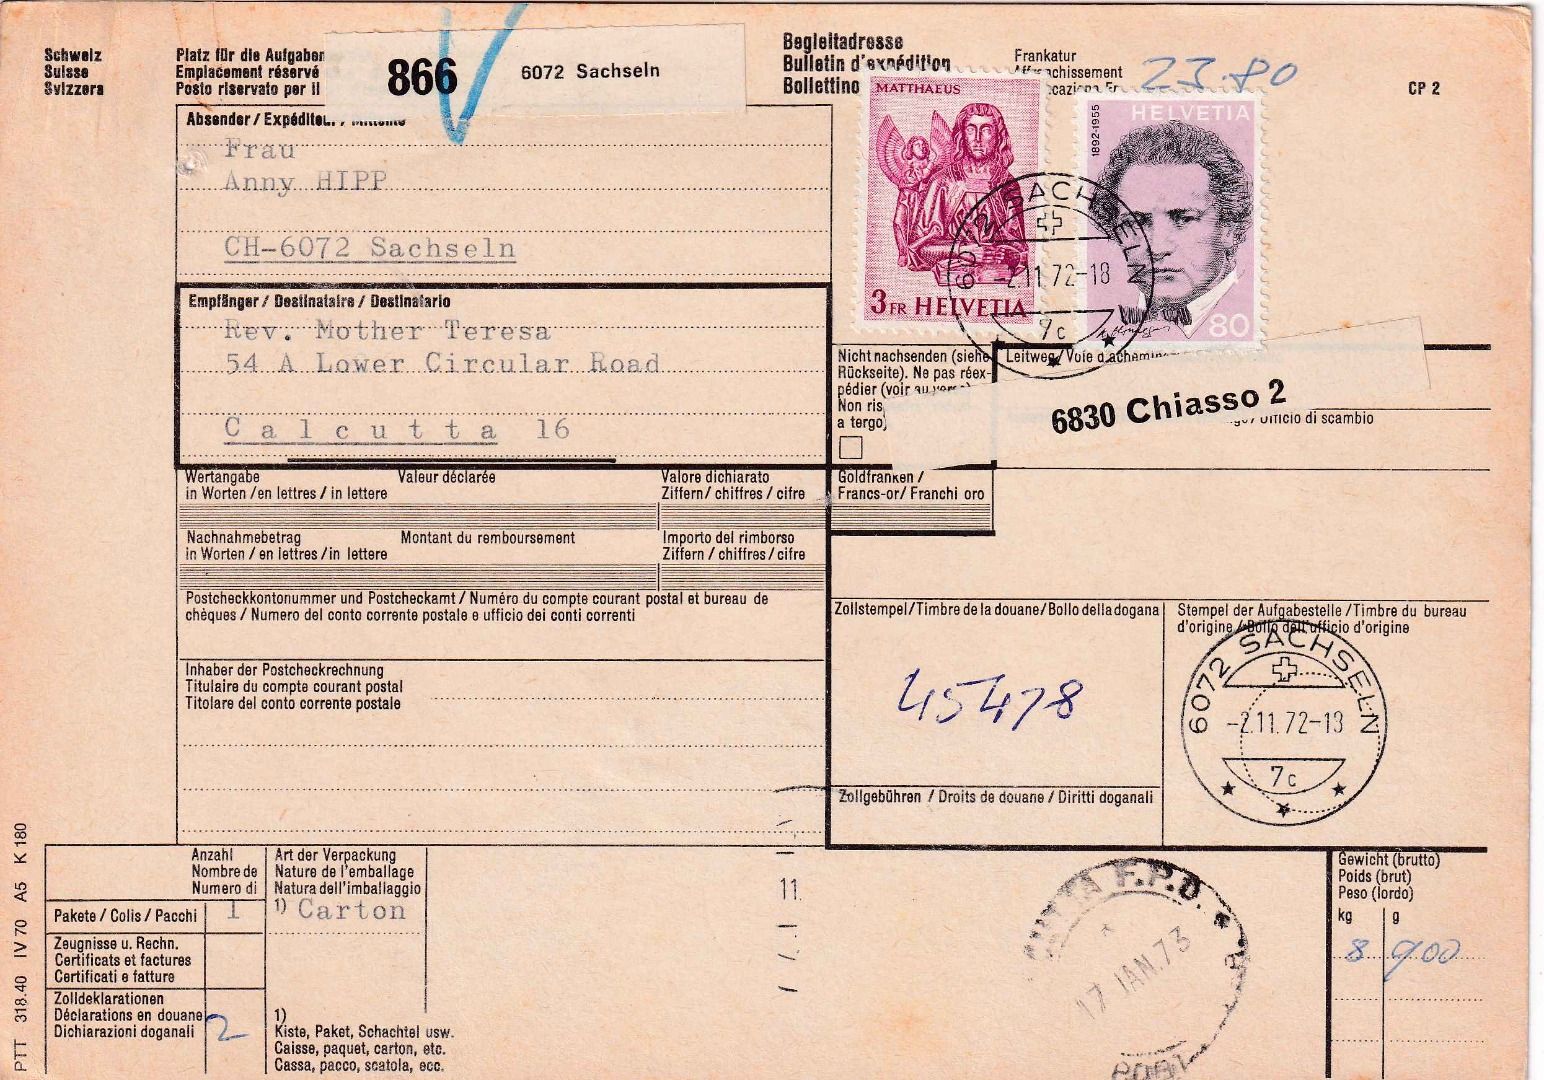 Schweiz
Suisse
Svizzera
Platz für die Aufgaben
Emplacement réservé
Posto riservato per il
866 6072 Sachseln
Begleitadresse
Bulletin d'expédition
Bollettino
Frankatur
23.80
CP 2
Absender / Expéditeur / Mittente
Frau
Anny HIPP
CH-6072 Sachseln
MATTHAEUS
3 FR HELVETIA
HELVETIA
1892-1955
80
6072 SACHSELN
-2.11.72-18
7c
Empfänger / Destinataire / Destinatario
Rev. Mother Teresa
54 A Lower Circular Road
Calcutta 16
Nicht nachsenden (siehe
Rückseite). Ne pas réex-
pédier (voir au verso)
Non ris
a tergo)
Leitweg/Voie d'achemin
6830 Chiasso 2
Ufficio di scambio
Wertangabe Valeur déclarée Valore dichiarato
in Worten / en lettres / in lettere Ziffern / chiffres / cifre
Goldfranken /
Francs-or / Franchi oro
Nachnahmebetrag Montant du remboursement Importo del rimborso
in Worten / en lettres / in lettere Ziffern / chiffres / cifre
Postcheckkontonummer und Postcheckamt / Numéro du compte courant postal et bureau de
chèques / Numero del conto corrente postale e ufficio dei conti correnti
Inhaber der Postcheckrechnung
Titulaire du compte courant postal
Titolare del conto corrente postale
Zollstempel/Timbre de la douane/Bollo della dogana
45478
Zollgebühren / Droits de douane / Diritti doganali
Stempel der Aufgabestelle / Timbre du bureau
d'origine / Bollo dell'ufficio d'origine
6072 SACHSELN
-2.11.72-18
7c
Anzahl
Nombre de
Numero di
Art der Verpackung
Nature de l'emballage
Natura dell'imballaggio
Pakete / Colis / Pacchi 1
1) Carton
Zeugnisse u. Rechn.
Certificats et factures
Certificati e fatture
Zolldeklarationen
Déclarations en douane
Dichiarazioni doganali
2
1)
Kiste, Paket, Schachtel usw.
Caisse, paquet, carton, etc.
Cassa, pacco, scatola, ecc.
11.
F.P.D.
17 JAN.73
Gewicht (brutto)
Poids (brut)
Peso (lordo)
kg g
8 900
PTT 318.40 IV 70 A5 K 180